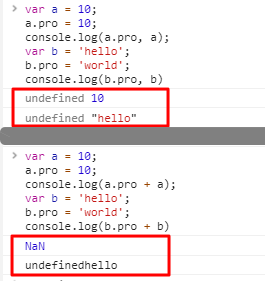 > var a = 10;
a.pro = 10;
console.log(a.pro, a);
var b = 'hello';
b.pro = 'world';
console.log(b.pro, b)
undefined 10
undefined "hello"
> var a = 10;
a.pro = 10;
console.log(a.pro + a);
var b = 'hello';
b.pro = 'world';
console.log(b.pro + b)
NaN
undefinedhello